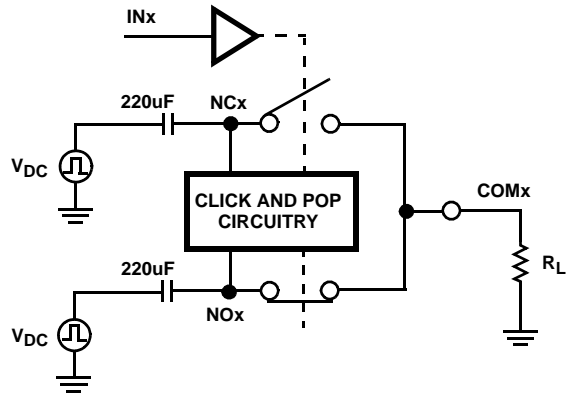 INx
220uF
NCx
VDC
CLICK AND POP
CIRCUITRY
COMx
RL
220uF
NOx
VDC